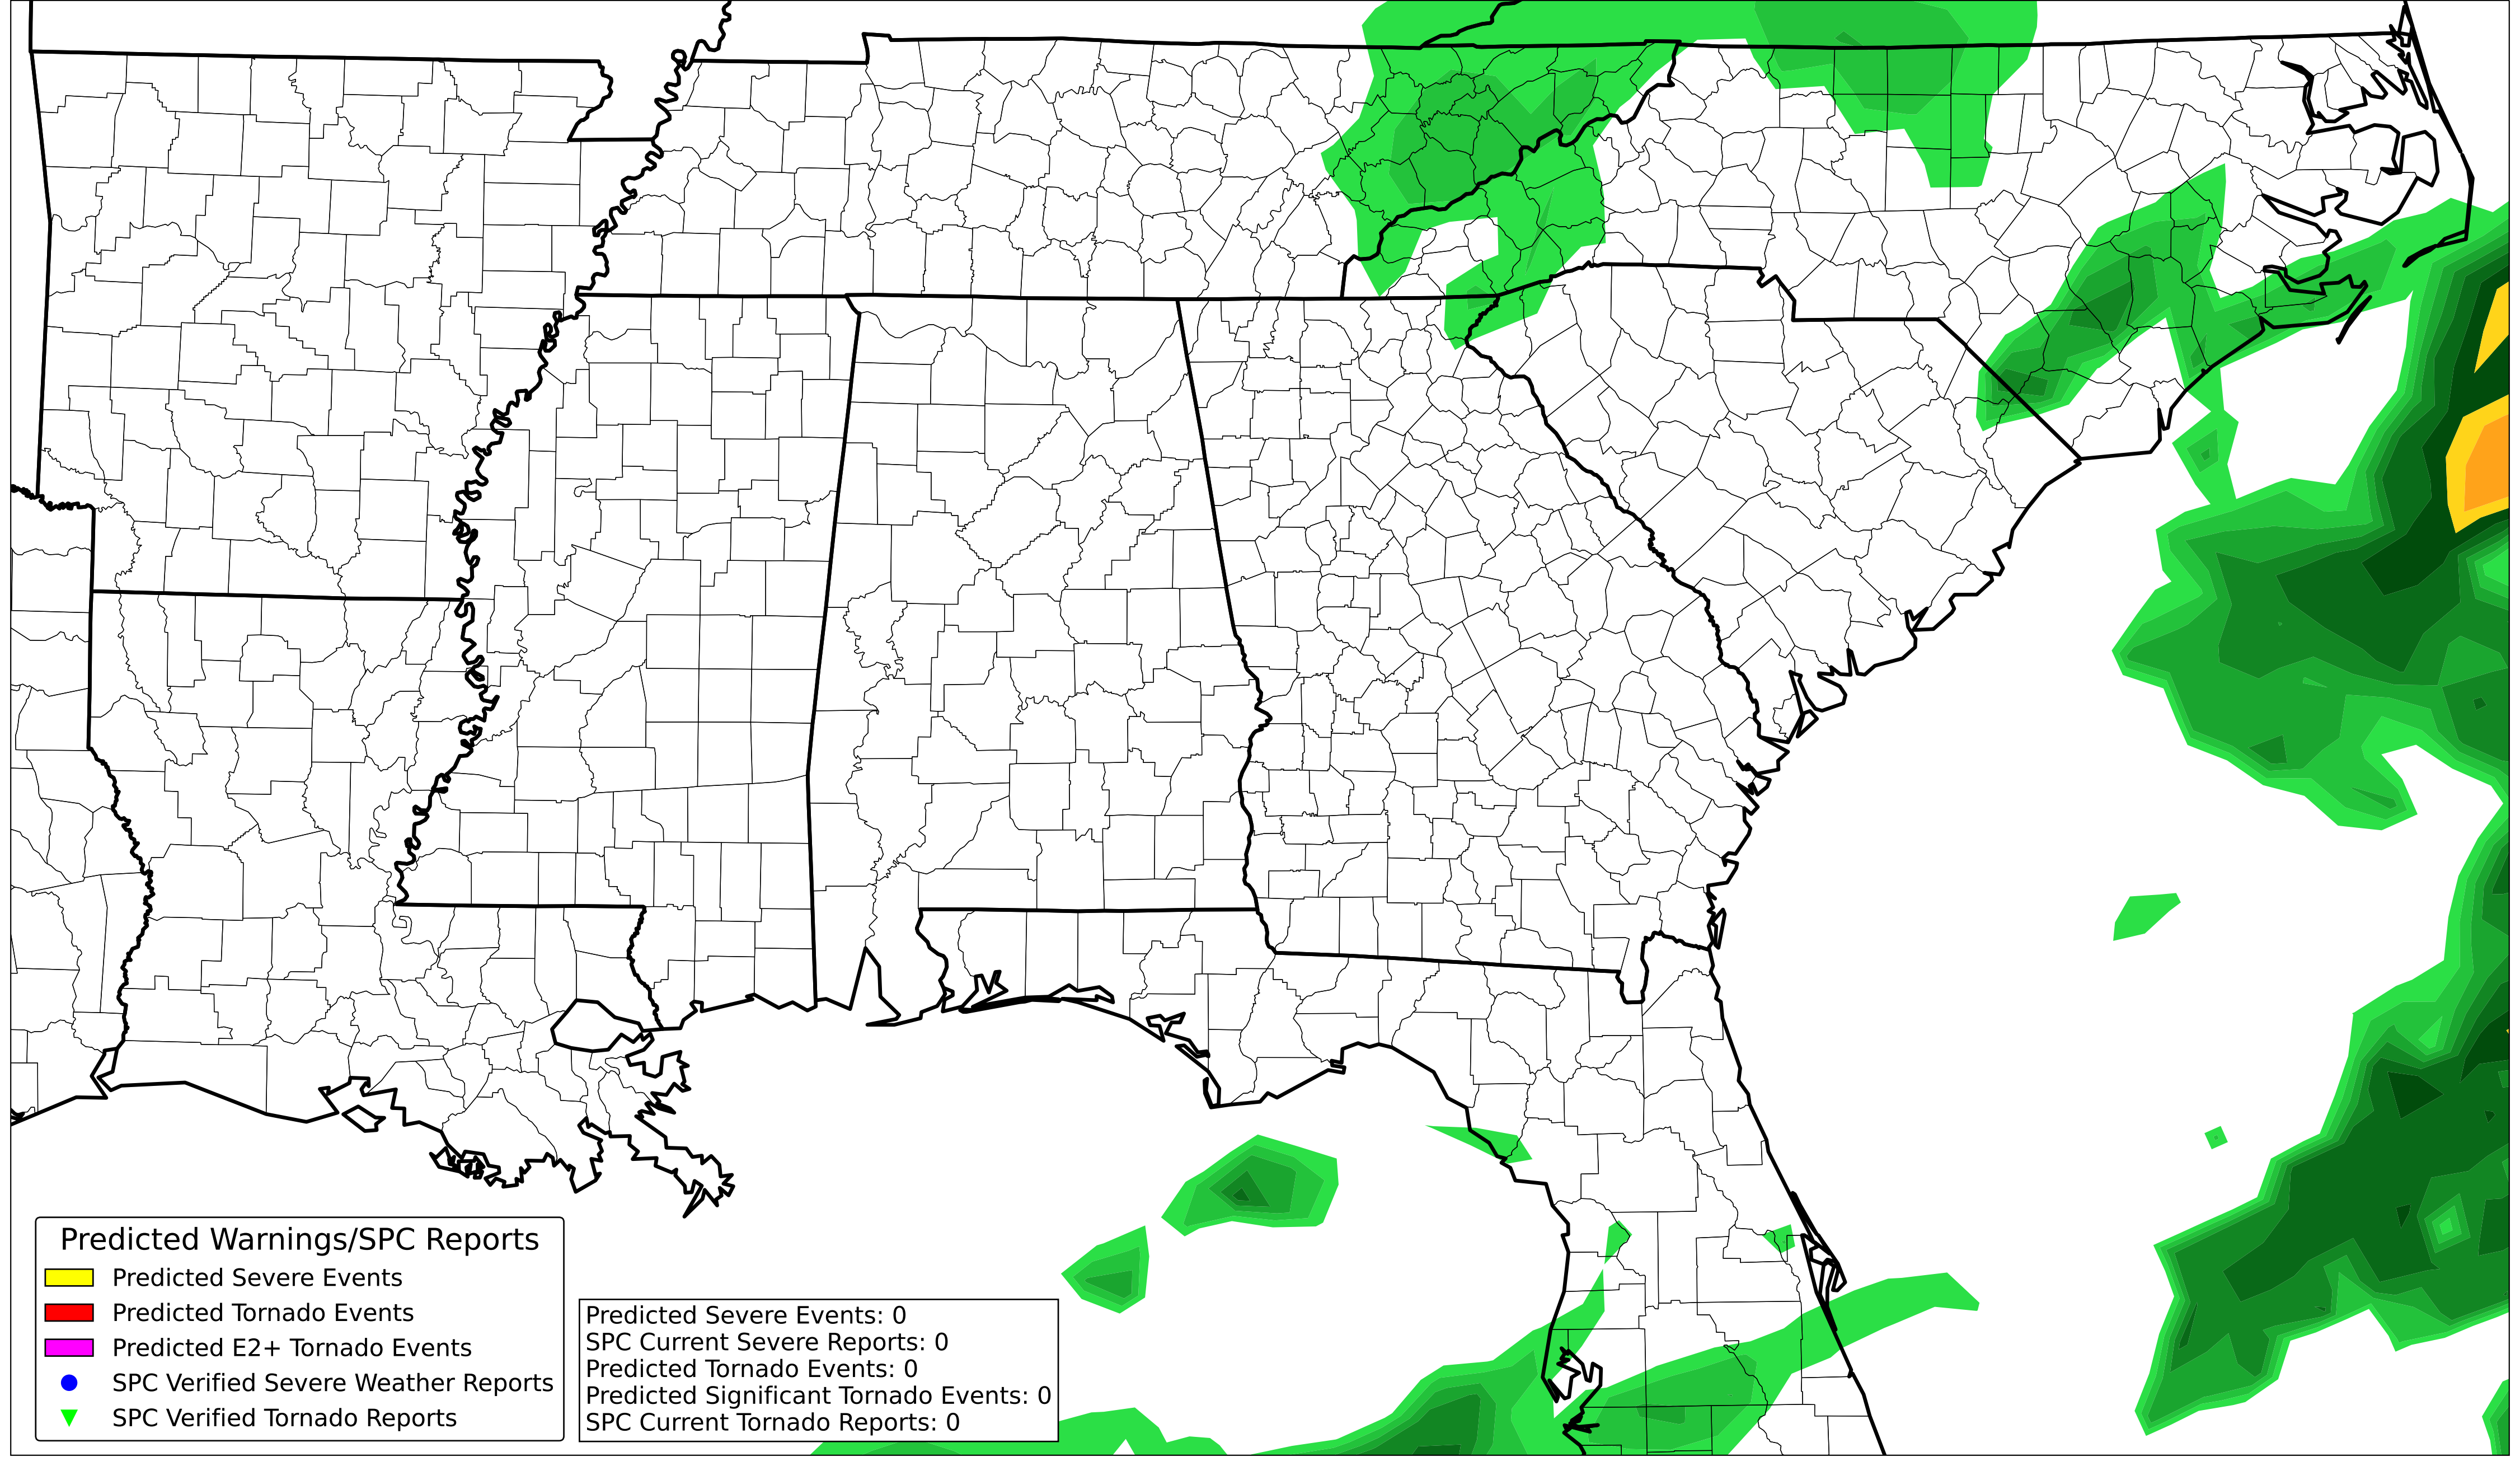 Predicted Warnings/SPC Reports
Predicted Severe Events
Predicted Tornado Events
Predicted E2+ Tornado Events
SPC Verified Severe Weather Reports
SPC Verified Tornado Reports
Predicted Severe Events: 0
SPC Current Severe Reports: 0
Predicted Tornado Events: 0
Predicted Significant Tornado Events: 0
SPC Current Tornado Reports: 0